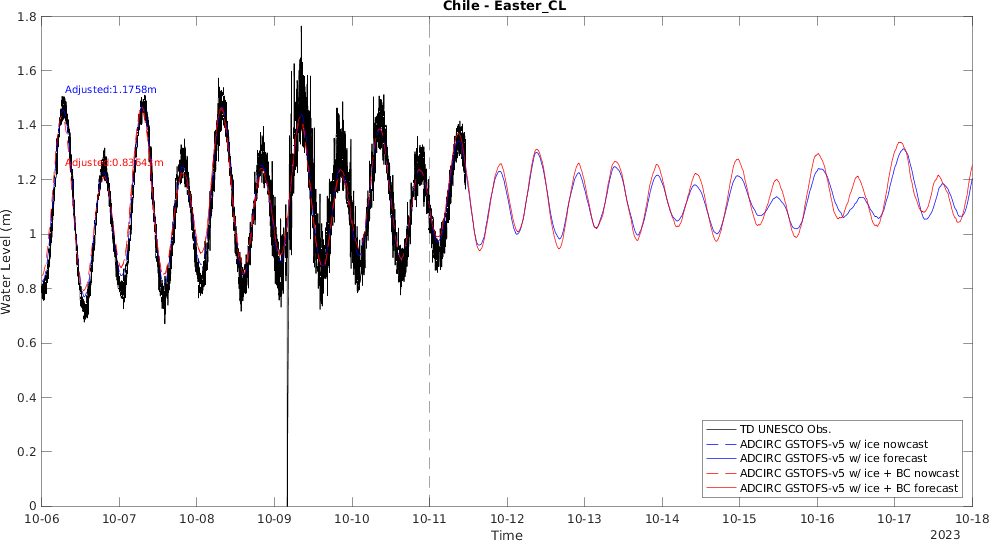 Chile - Easter_CL
Water Level (m)
1.8
1.6
1.4
1.2
1
0.8
0.6
0.4
0.2
0
Adjusted:1.1758m
Adjusted:0.83645m
TD UNESCO Obs.
ADCIRC GSTOFS-v5 w/ ice nowcast
ADCIRC GSTOFS-v5 w/ ice forecast
ADCIRC GSTOFS-v5 w/ ice + BC nowcast
ADCIRC GSTOFS-v5 w/ ice + BC forecast
10-06 10-07 10-08 10-09 10-10 10-11 10-12 10-13 10-14 10-15 10-16 10-17 10-18
Time
2023